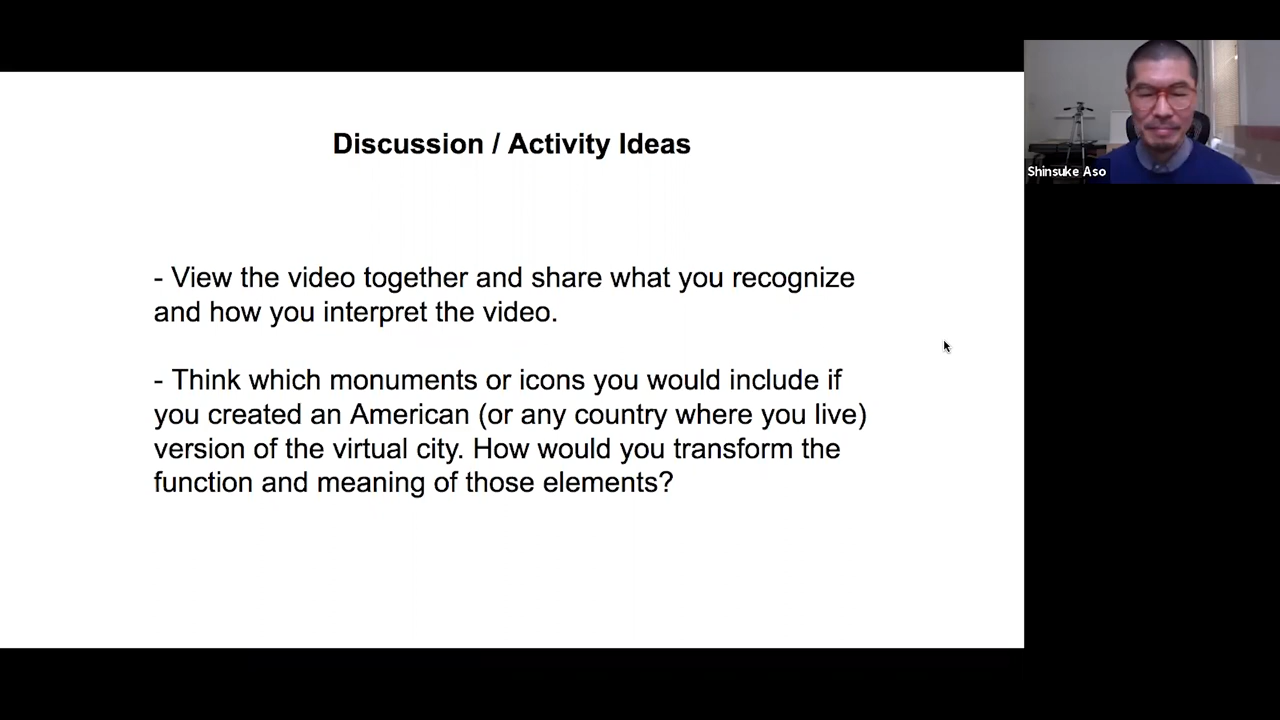 Discussion / Activity Ideas
- View the video together and share what you recognize
and how you interpret the video.
- Think which monuments or icons you would include if
you created an American (or any country where you live)
version of the virtual city. How would you transform the
function and meaning of those elements?
Shinsuke Aso